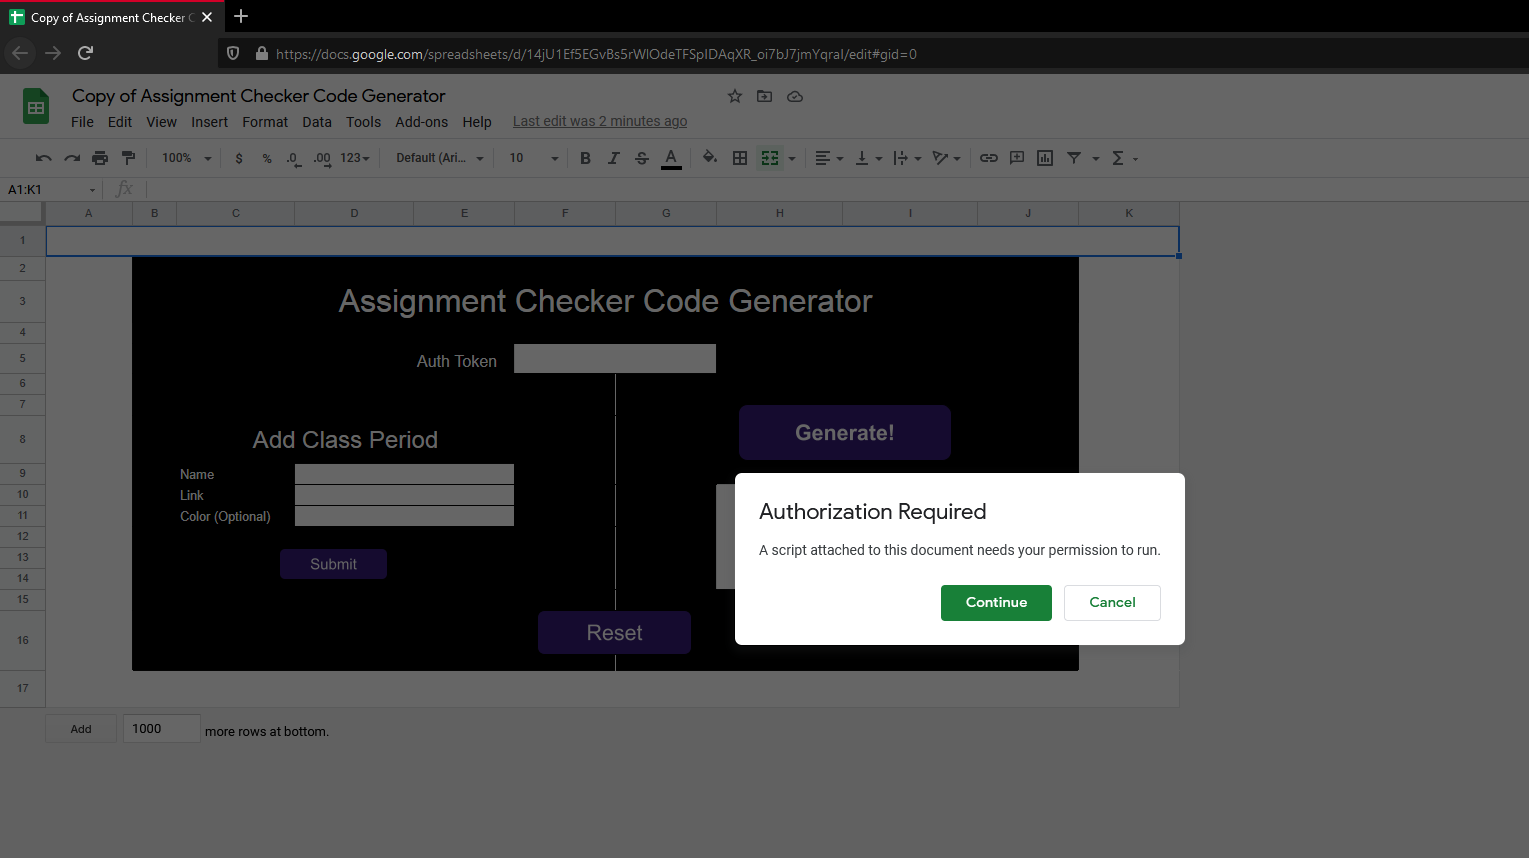 Copy of Assignment Checker C
https://docs.google.com/spreadsheets/d/14jU1Ef5EGvBs5rWIOdeTFSpIDAqXR_oi7bJ7jmYqraI/edit#gid=0
Copy of Assignment Checker Code Generator
File Edit View Insert Format Data Tools Add-ons Help Last edit was 2 minutes ago
100% $ % .0 .00 123 Default (Ari... 10 B I S A Σ
A1:K1 fx
A B C D E F G H I J K
1
2
3 Assignment Checker Code Generator
4
5 Auth Token
6
7 Generate!
8 Add Class Period
9 Name
10 Link
11 Color (Optional)
12
13 Submit
14
15
16 Reset
17
Authorization Required
A script attached to this document needs your permission to run.
Continue Cancel
Add 1000 more rows at bottom.